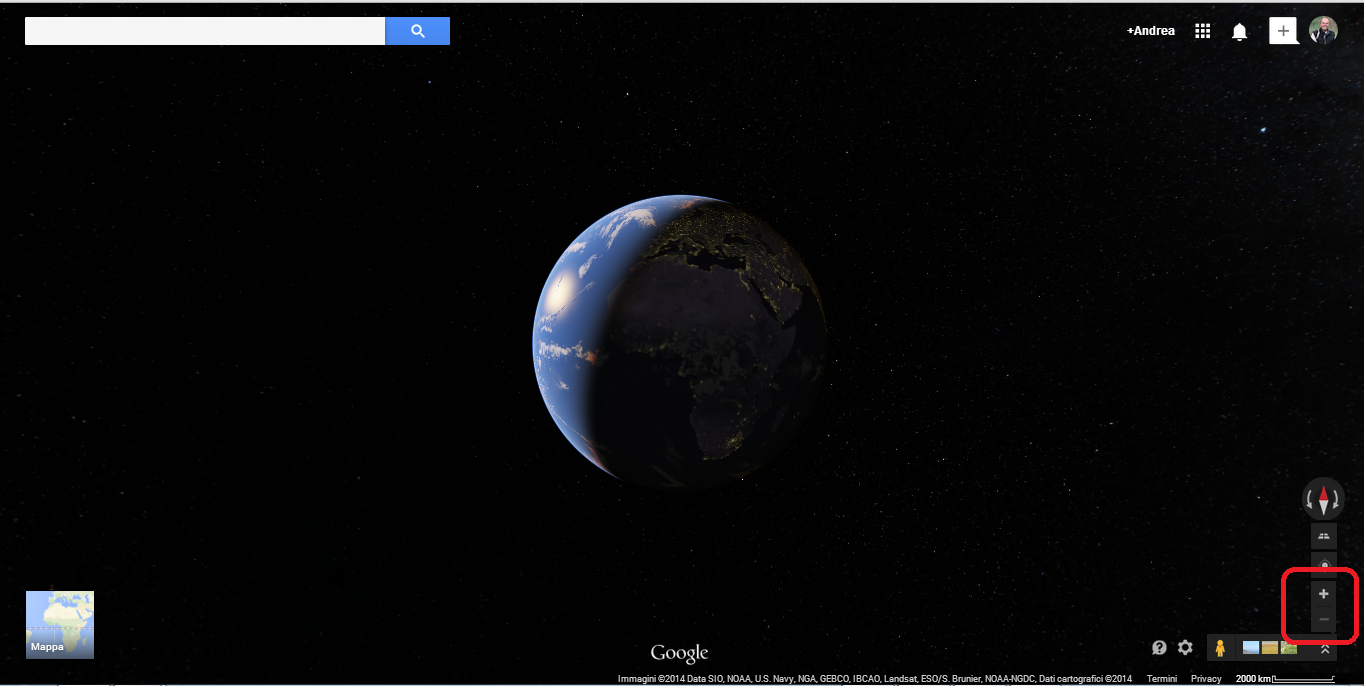 +Andrea
Mappa
Google
Immagini ©2014 Data SIO, NOAA, U.S. Navy, NGA, GEBCO, IBCAO, Landsat, ESO/S. Brunier, NOAA-NGDC, Dati cartografici ©2014 Termini Privacy 2000 km